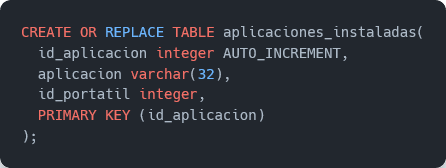 CREATE OR REPLACE TABLE aplicaciones_instaladas(
  id_aplicacion integer AUTO_INCREMENT,
  aplicacion varchar(32),
  id_portatil integer,
  PRIMARY KEY (id_aplicacion)
);